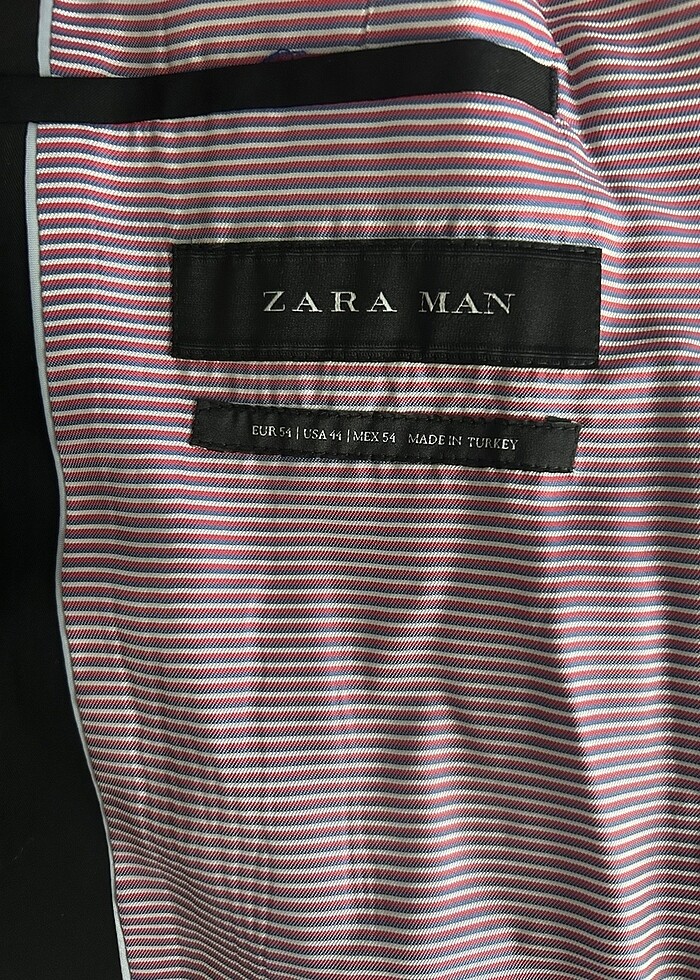 ZARA MAN
EUR 54 | USA 44 | MEX 54 MADE IN TURKEY